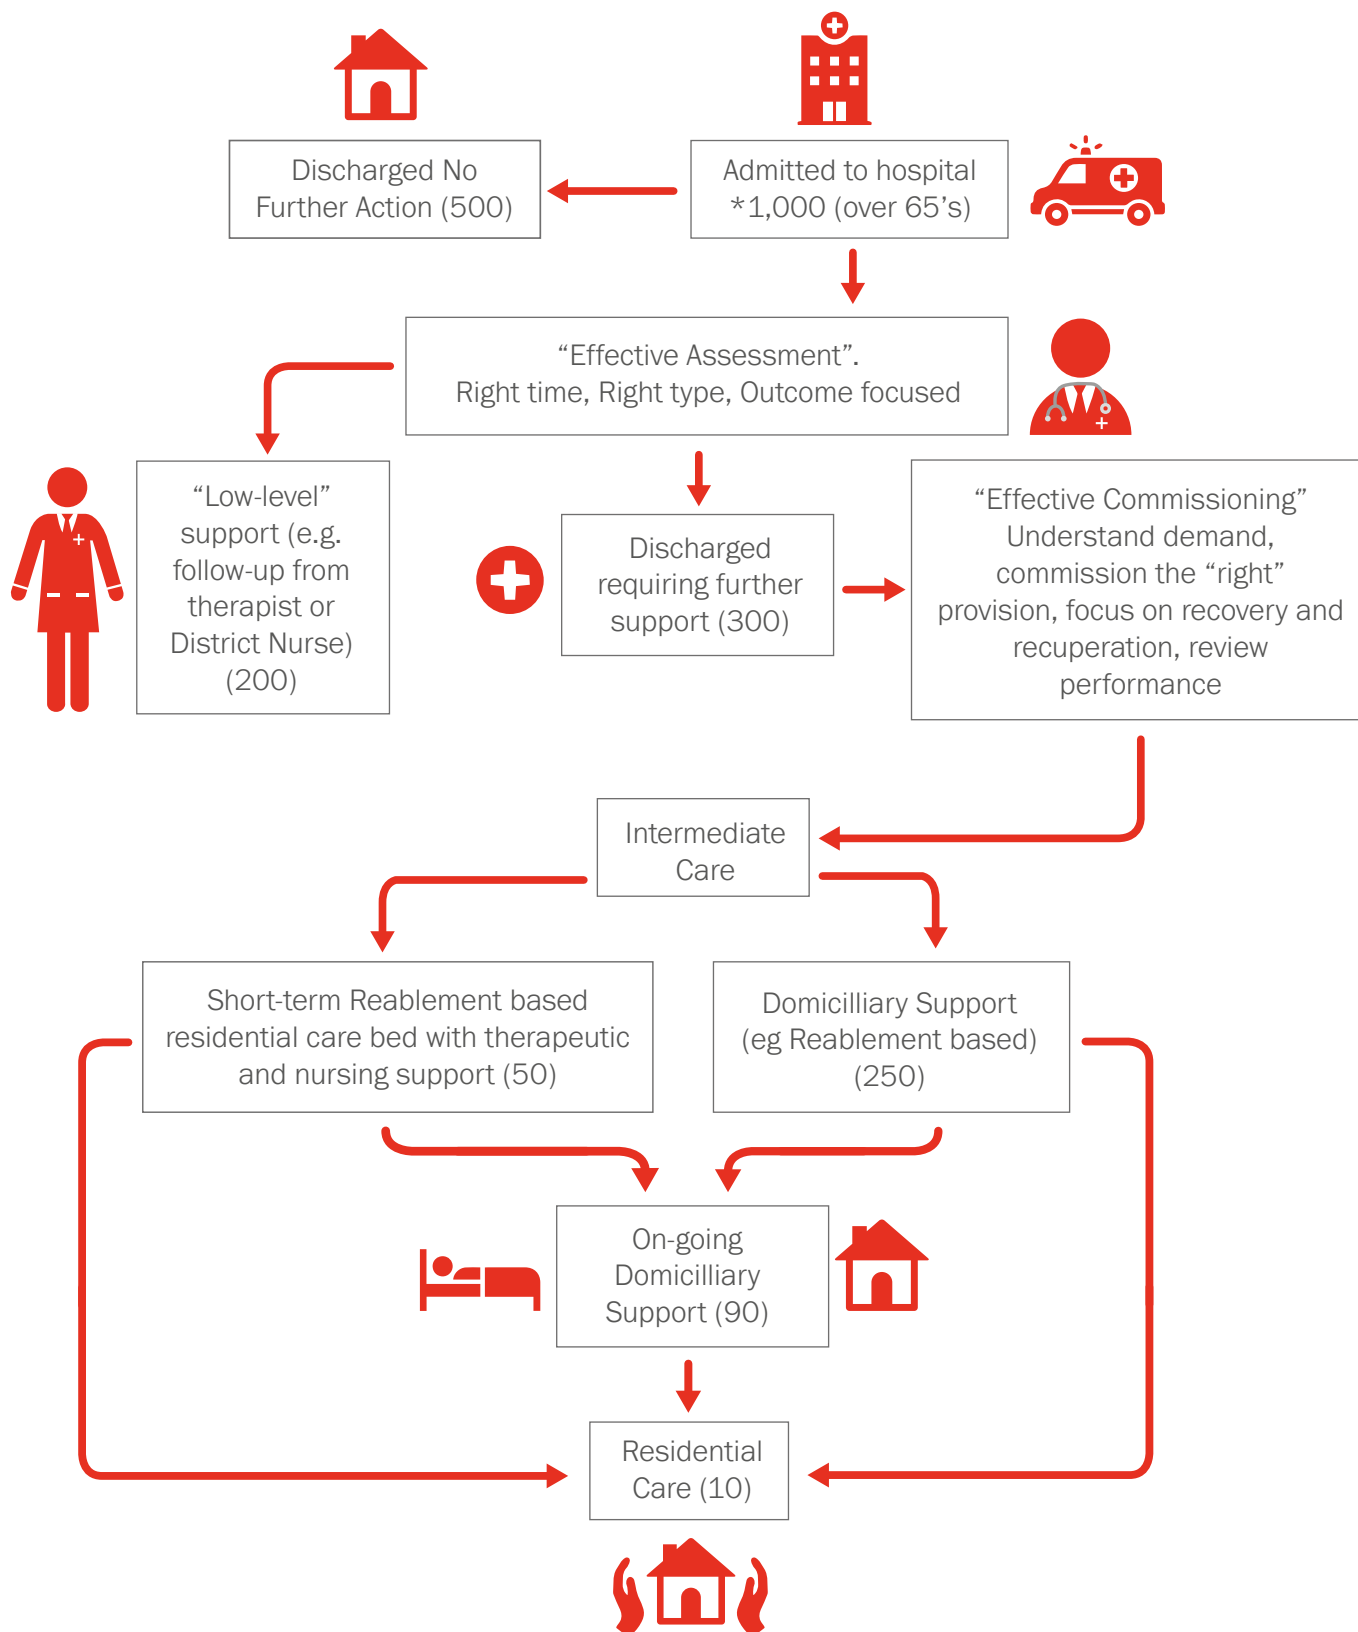 Discharged No
Further Action (500)
Admitted to hospital
*1,000 (over 65’s)
“Effective Assessment”.
Right time, Right type, Outcome focused
“Low-level”
support (e.g.
follow-up from
therapist or
District Nurse)
(200)
Discharged
requiring further
support (300)
“Effective Commissioning”
Understand demand,
commission the “right”
provision, focus on recovery and
recuperation, review
performance
Intermediate
Care
Short-term Reablement based
residential care bed with therapeutic
and nursing support (50)
Domicilliary Support
(eg Reablement based)
(250)
On-going
Domicilliary
Support (90)
Residential
Care (10)